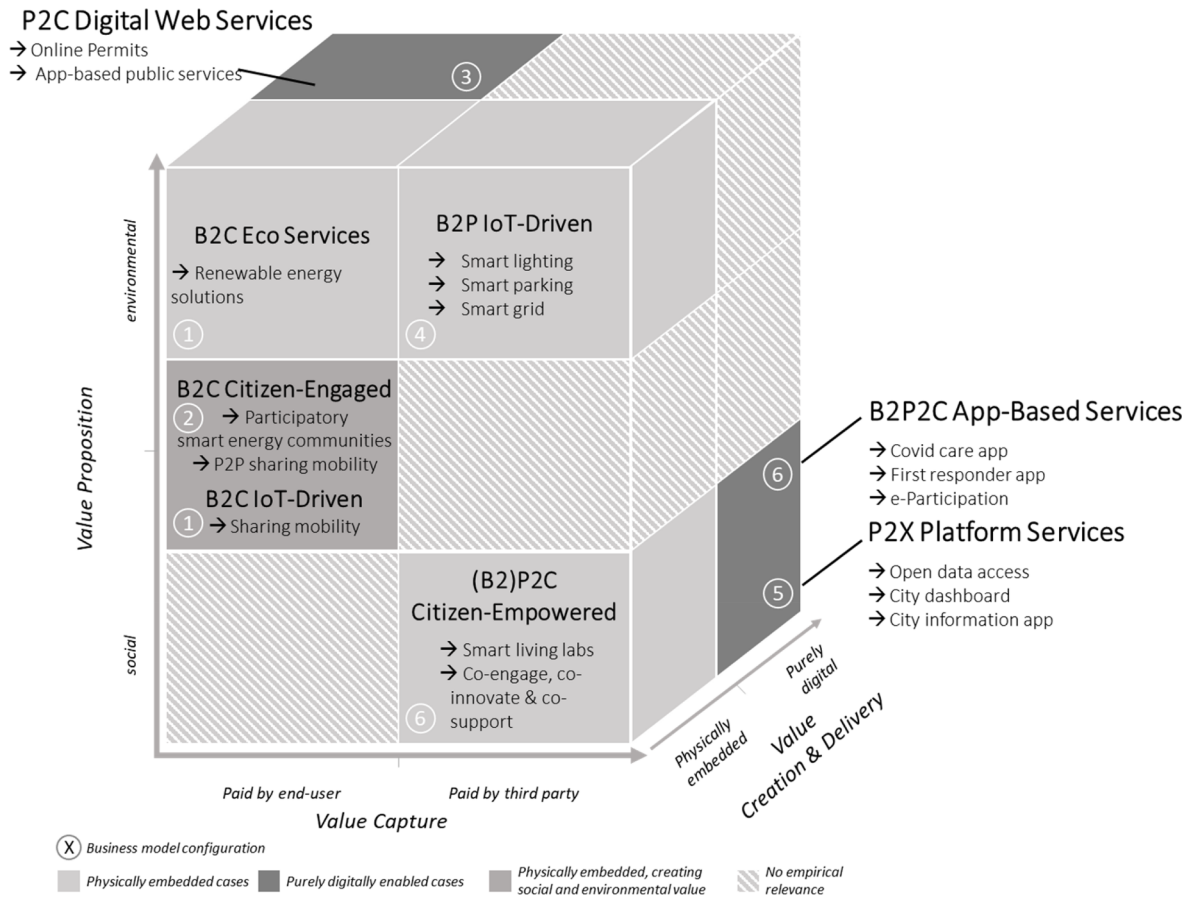 P2C Digital Web Services
→ Online Permits
→ App-based public services
3
environmental
B2C Eco Services
→ Renewable energy
solutions
1
B2P IoT-Driven
→ Smart lighting
→ Smart parking
→ Smart grid
4
Value Proposition
B2C Citizen-Engaged
2 → Participatory
smart energy communities
→ P2P sharing mobility
B2C IoT-Driven
1 → Sharing mobility
B2P2C App-Based Services
→ Covid care app
→ First responder app
→ e-Participation
6
P2X Platform Services
→ Open data access
→ City dashboard
→ City information app
5
social
(B2)P2C
Citizen-Empowered
→ Smart living labs
→ Co-engage, co-
innovate & co-
support
6
Physically
embedded
Purely
digital
Value
Creation & Delivery
Paid by end-user
Paid by third party
Value Capture
X Business model configuration
Physically embedded cases
Purely digitally enabled cases
Physically embedded, creating
social and environmental value
No empirical
relevance